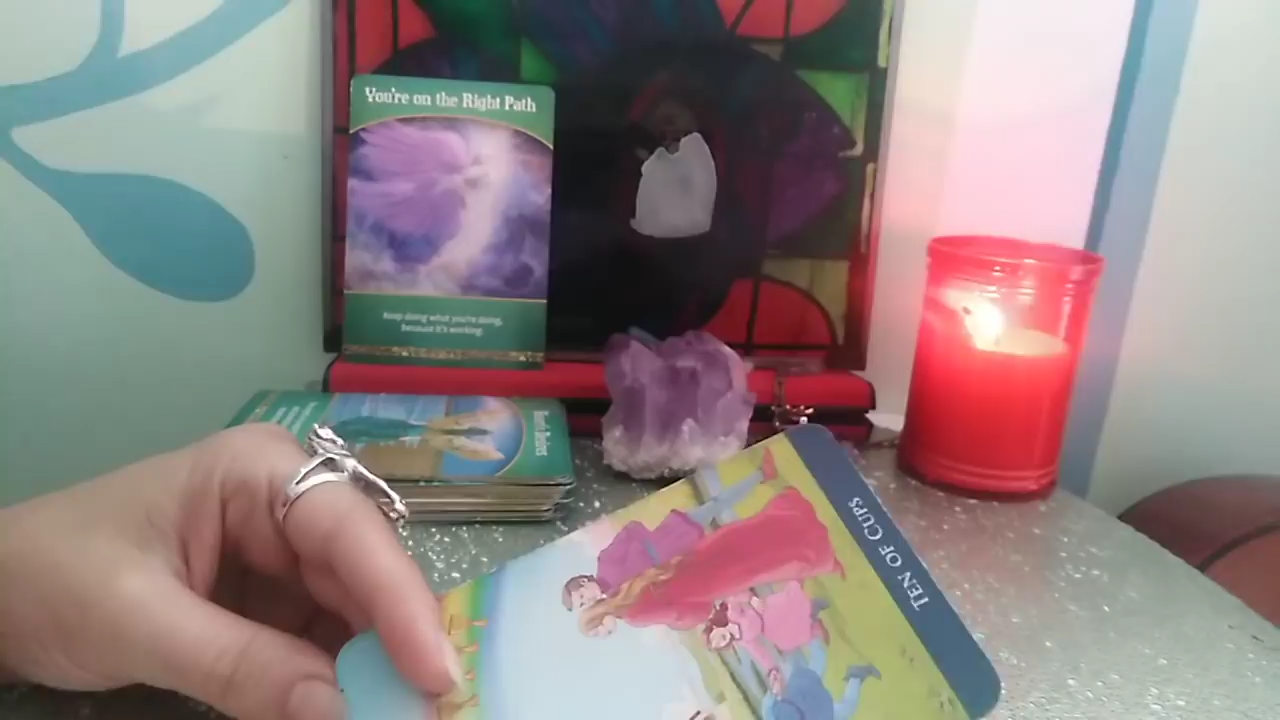 You're on the Right Path
Keep doing what you're doing,
because it's working.
TEN OF CUPS